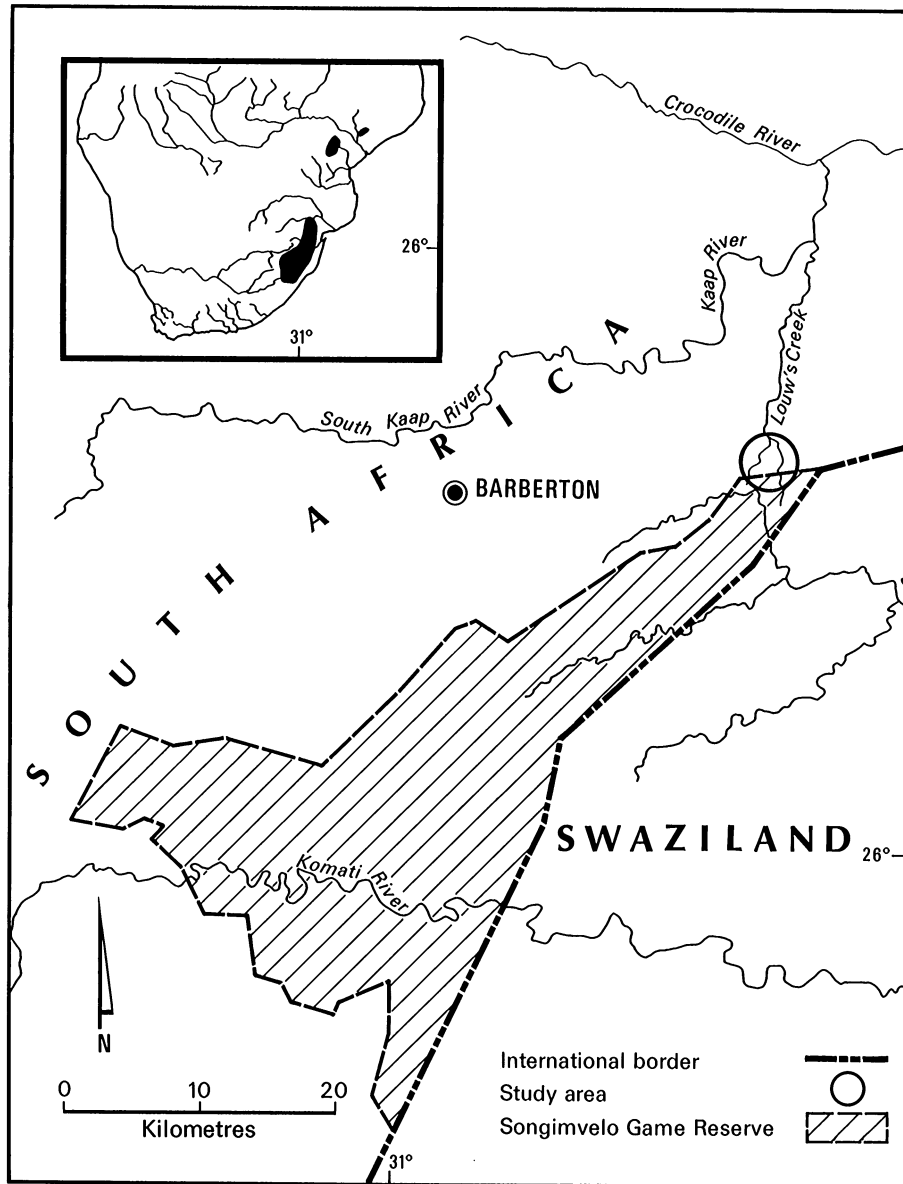 Crocodile River
26°
31°
Kaap River
Louw's Creek
South Kaap River
SOUTH AFRICA
BARBERTON
SWAZILAND
26°
Komati River
N
0 10 20
Kilometres
International border
Study area
Songimvelo Game Reserve
31°